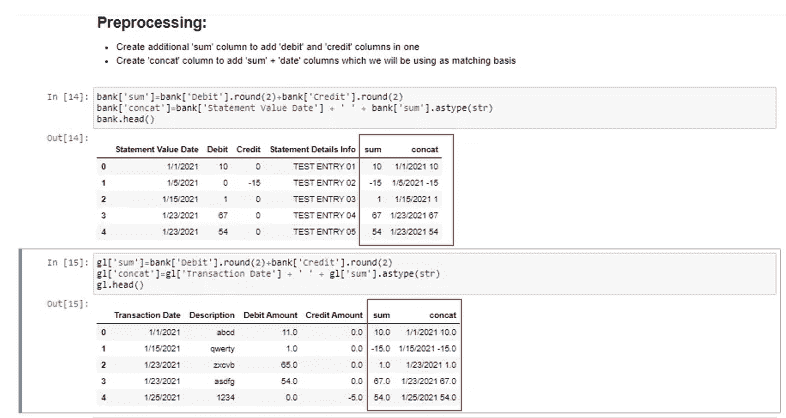 Preprocessing:
• Create additional 'sum' column to add 'debit' and 'credit' columns in one
• Create 'concat' column to add 'sum' + 'date' columns which we will be using as matching basis
In [14]: bank['sum']=bank['Debit'].round(2)+bank['Credit'].round(2)
bank['concat']=bank['Statement Value Date'] + ' ' + bank['sum'].astype(str)
bank.head()
Out[14]:
Statement Value Date Debit Credit Statement Details Info sum concat
0 1/1/2021 10 0 TEST ENTRY 01 10 1/1/2021 10
1 1/5/2021 0 -15 TEST ENTRY 02 -15 1/5/2021 -15
2 1/15/2021 1 0 TEST ENTRY 03 1 1/15/2021 1
3 1/23/2021 67 0 TEST ENTRY 04 67 1/23/2021 67
4 1/23/2021 54 0 TEST ENTRY 05 54 1/23/2021 54
In [15]: gl['sum']=bank['Debit'].round(2)+bank['Credit'].round(2)
gl['concat']=gl['Transaction Date'] + ' ' + gl['sum'].astype(str)
gl.head()
Out[15]:
Transaction Date Description Debit Amount Credit Amount sum concat
0 1/1/2021 abcd 11.0 0.0 10.0 1/1/2021 10.0
1 1/15/2021 qwerty 1.0 0.0 -15.0 1/15/2021 -15.0
2 1/23/2021 zxcvb 65.0 0.0 1.0 1/23/2021 1.0
3 1/23/2021 asdfg 54.0 0.0 67.0 1/23/2021 67.0
4 1/25/2021 1234 0.0 -5.0 54.0 1/25/2021 54.0